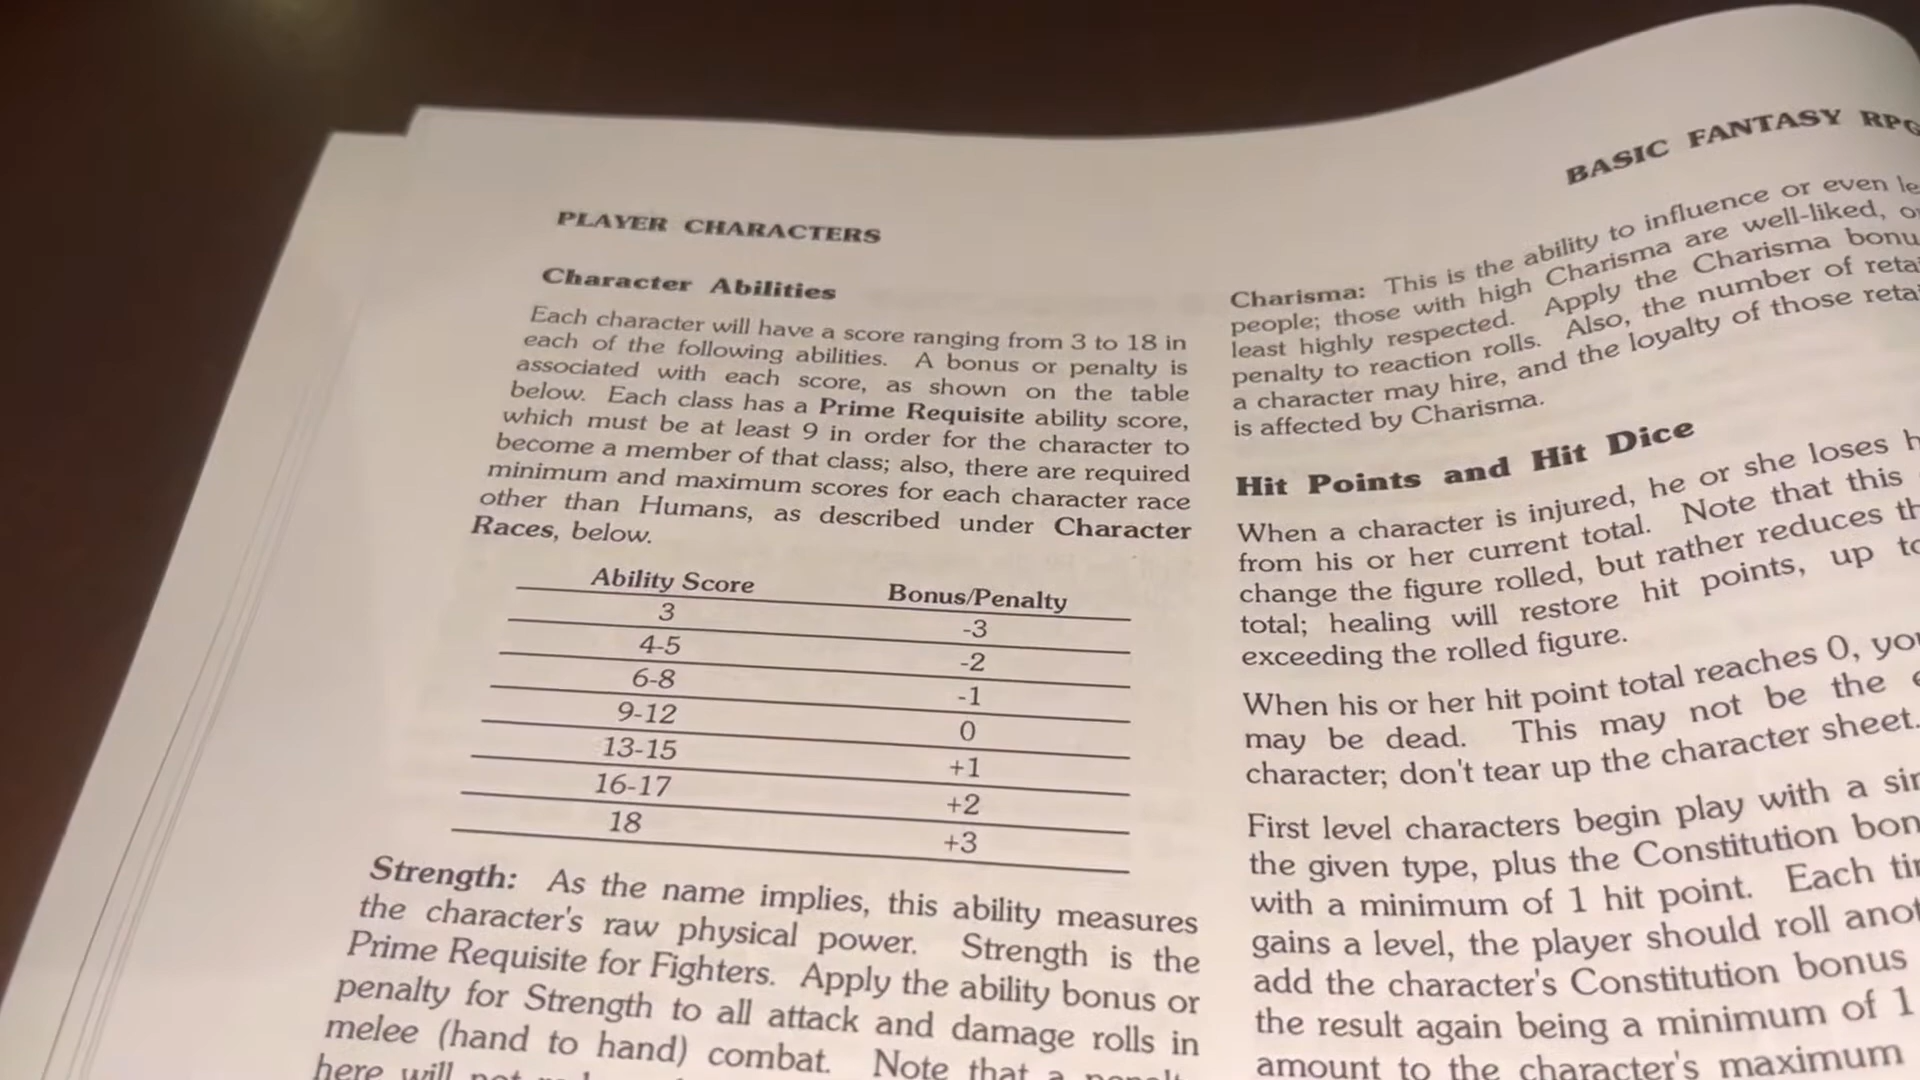 BASIC FANTASY RPG
PLAYER CHARACTERS
Character Abilities
Each character will have a score ranging from 3 to 18 in
each of the following abilities. A bonus or penalty is
associated with each score, as shown on the table
below. Each class has a Prime Requisite ability score,
which must be at least 9 in order for the character to
become a member of that class; also, there are required
minimum and maximum scores for each character race
other than Humans, as described under Character
Races, below.
Ability Score Bonus/Penalty
3 -3
4-5 -2
6-8 -1
9-12 0
13-15 +1
16-17 +2
18 +3
Strength: As the name implies, this ability measures
the character's raw physical power. Strength is the
Prime Requisite for Fighters. Apply the ability bonus or
penalty for Strength to all attack and damage rolls in
melee (hand to hand) combat. Note that a
here will
Charisma: This is the ability to influence or even
people; those with high Charisma are well-liked,
least highly respected. Apply the Charisma
penalty to reaction rolls. Also, the number of
a character may hire, and the loyalty of those
is affected by Charisma.
Hit Points and Hit Dice
When a character is injured, he or she loses
from his or her current total. Note that this
change the figure rolled, but rather reduces
total; healing will restore hit points, up
exceeding the rolled figure.
When his or her hit point total reaches 0,
may be dead. This may not be the
character; don't tear up the character sheet.
First level characters begin play with a
the given type, plus the Constitution
with a minimum of 1 hit point. Each
gains a level, the player should roll
add the character's Constitution bonus
the result again being a minimum of 1
amount to the character's maximum